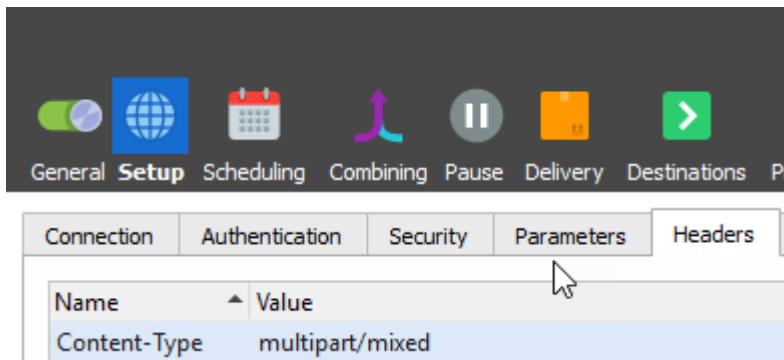 General Setup Scheduling Combining Pause Delivery Destinations P
Connection Authentication Security Parameters Headers
Name Value
Content-Type multipart/mixed